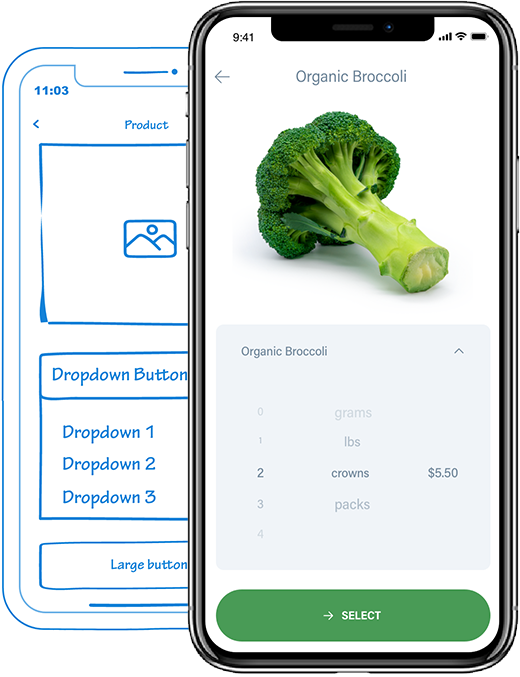 11:03
Product
Dropdown Button
Dropdown 1
Dropdown 2
Dropdown 3
Large button
9:41
Organic Broccoli
Organic Broccoli
0 grams
1 lbs
2 crowns $5.50
3 packs
4
SELECT